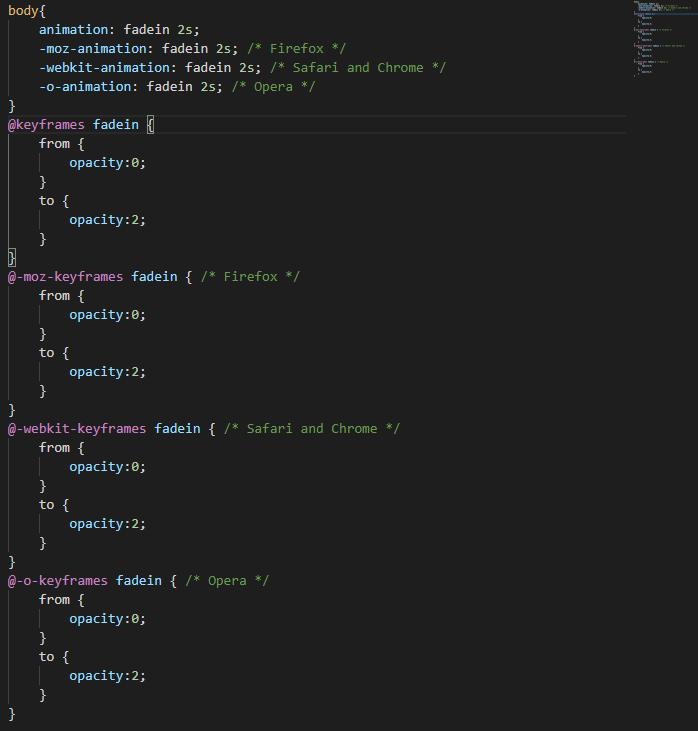 body{
    animation: fadein 2s;
    -moz-animation: fadein 2s; /* Firefox */
    -webkit-animation: fadein 2s; /* Safari and Chrome */
    -o-animation: fadein 2s; /* Opera */
}
@keyframes fadein {
    from {
        opacity:0;
    }
    to {
        opacity:2;
    }
}
@-moz-keyframes fadein { /* Firefox */
    from {
        opacity:0;
    }
    to {
        opacity:2;
    }
}
@-webkit-keyframes fadein { /* Safari and Chrome */
    from {
        opacity:0;
    }
    to {
        opacity:2;
    }
}
@-o-keyframes fadein { /* Opera */
    from {
        opacity:0;
    }
    to {
        opacity:2;
    }
}